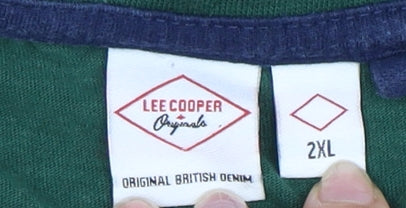 LEE COOPER
Originals
ORIGINAL BRITISH DENIM
2XL